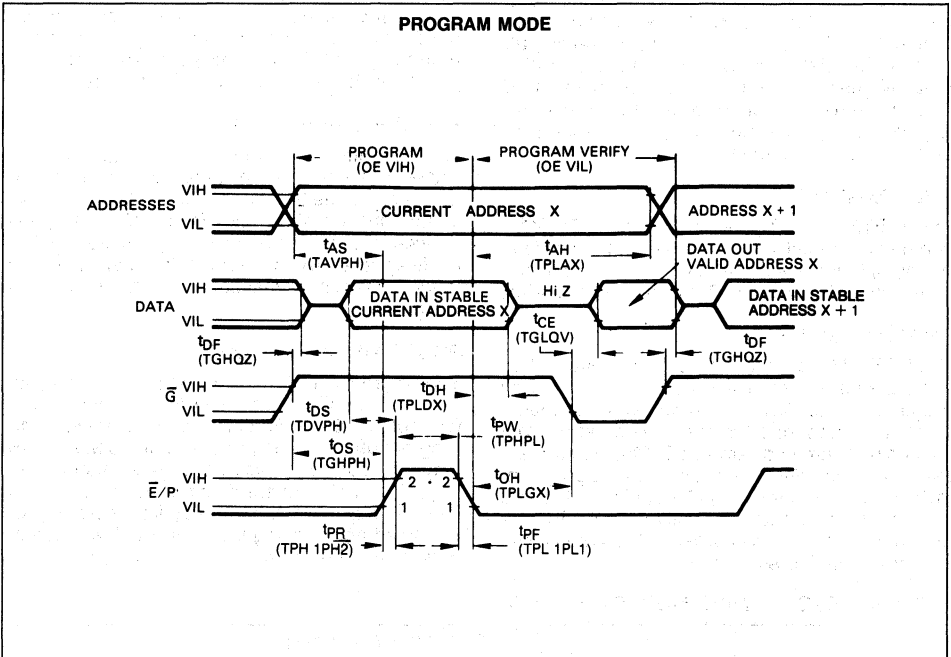 PROGRAM MODE
PROGRAM
(OE VIH)
PROGRAM VERIFY
(OE VIL)
ADDRESSES
VIH
VIL
CURRENT ADDRESS X
ADDRESS X + 1
tAS
(TAVPH)
tAH
(TPLAX)
DATA OUT
VALID ADDRESS X
DATA
VIH
VIL
DATA IN STABLE
CURRENT ADDRESS X
Hi Z
DATA IN STABLE
ADDRESS X + 1
tDF
(TGHQZ)
tCE
(TGLQV)
tDF
(TGHQZ)
G
VIH
VIL
tDH
(TPLDX)
tDS
(TDVPH)
tPW
(TPHPL)
tOS
(TGHPH)
tOH
(TPLGX)
E/P
VIH
VIL
2 · 2
1 1
tPR
(TPH 1PH2)
tPF
(TPL 1PL1)